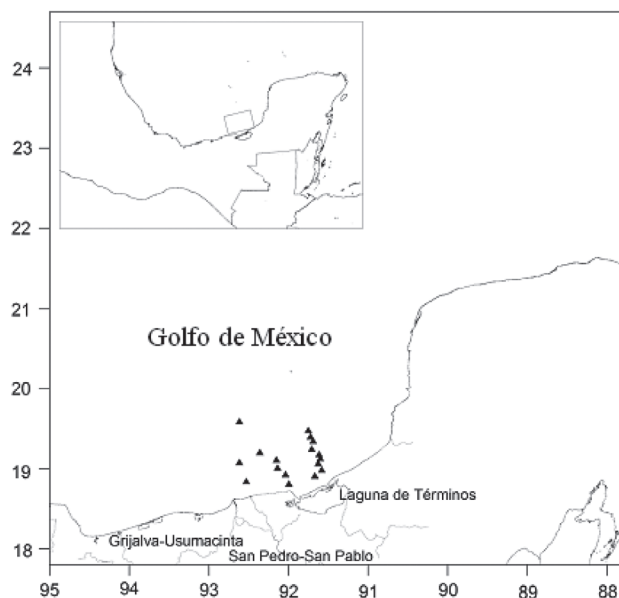 24
23
22
21
Golfo de México
20
19
Laguna de Términos
Grijalva-Usumacinta
18
San Pedro-San Pablo
95 94 93 92 91 90 89 88